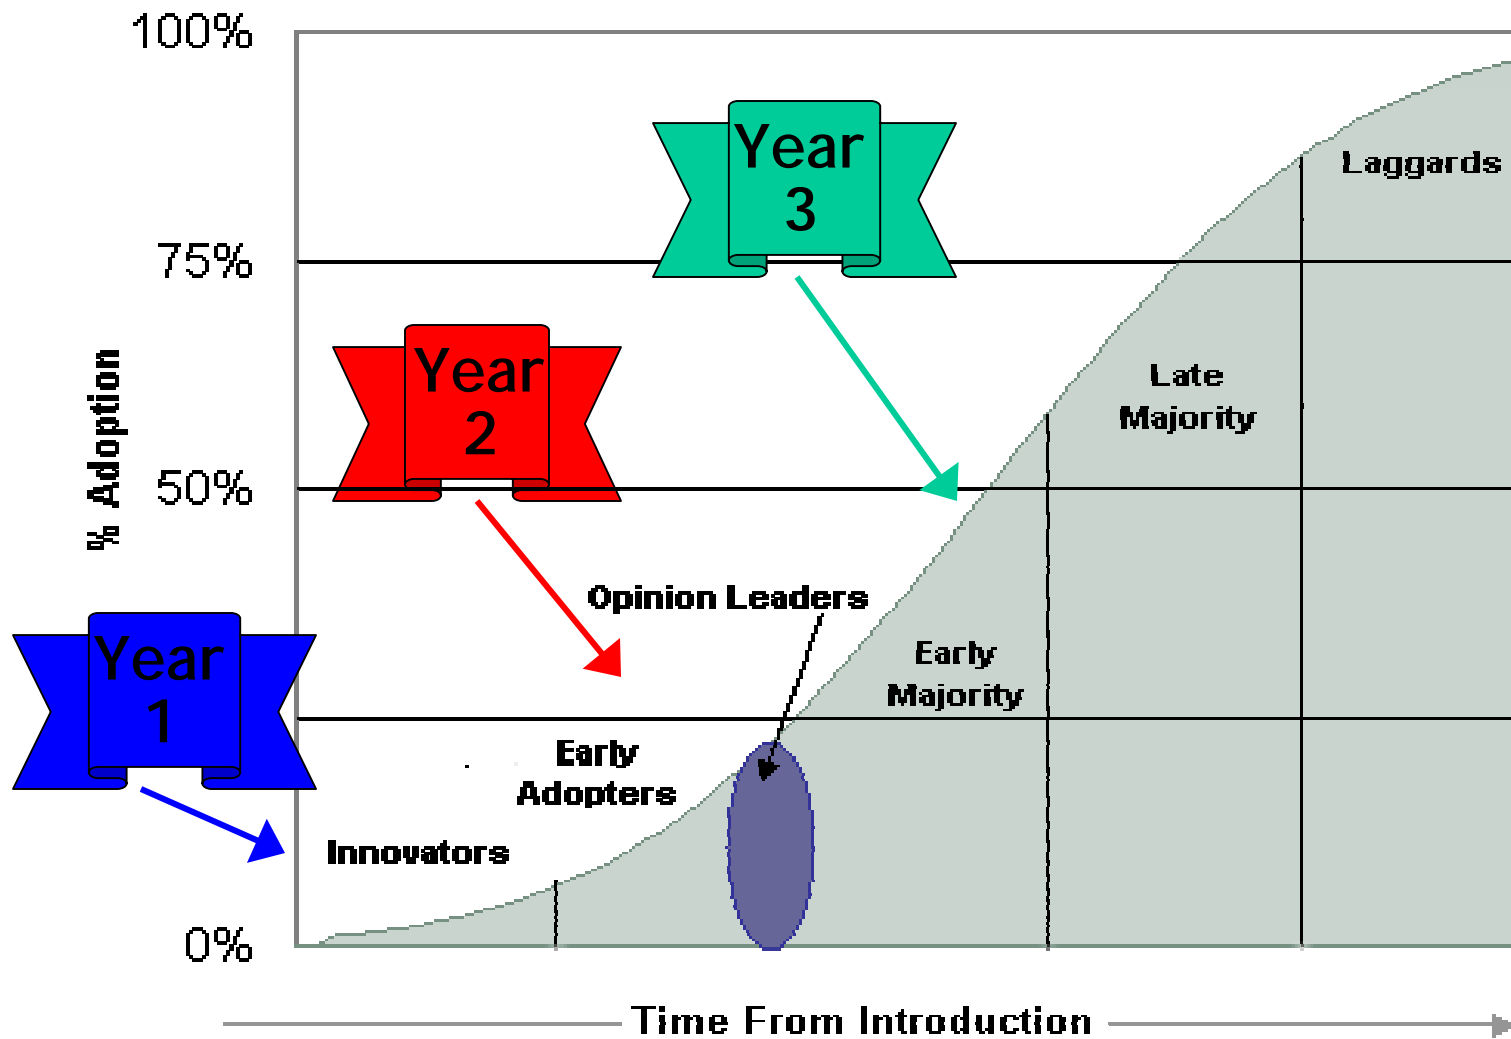 100%
Year
3
Laggards
75%
Year
2
Late
Majority
% Adoption
50%
Opinion Leaders
Year
1
Early
Majority
Early
Adopters
Innovators
0%
Time From Introduction